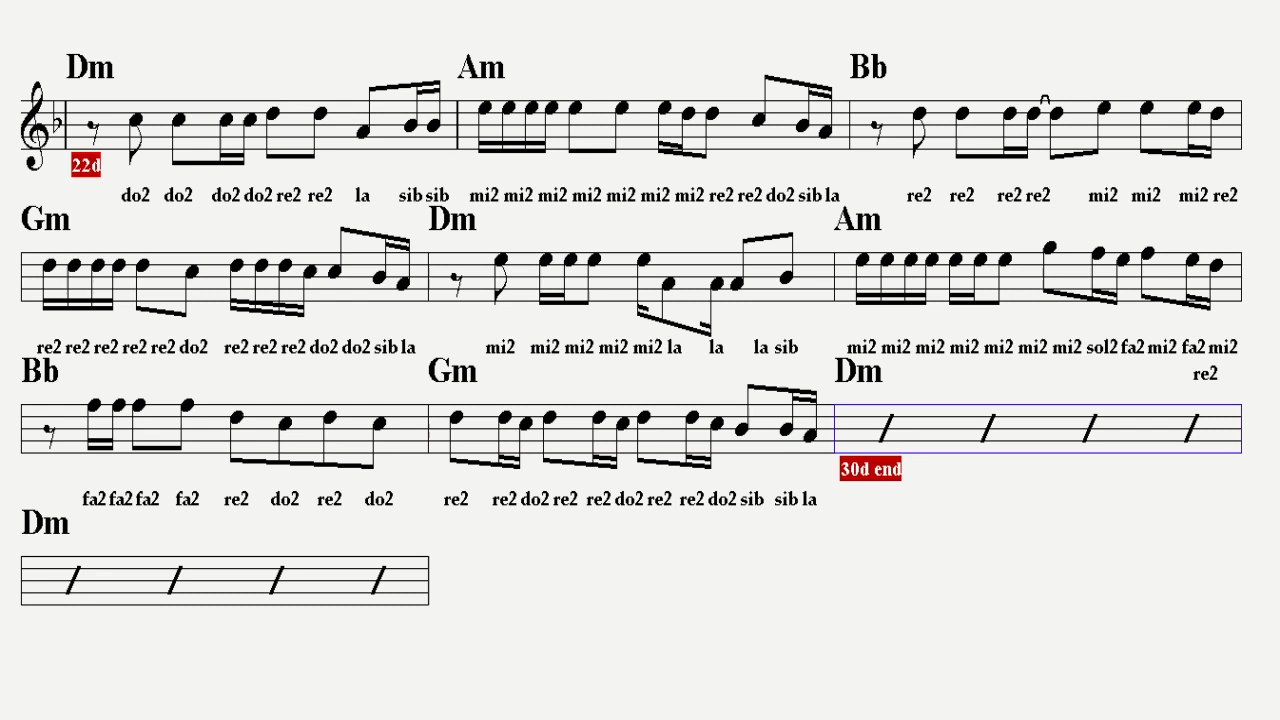 Dm Am Bb
22d
do2 do2 do2 do2 re2 re2 la sib sib mi2 mi2 mi2 mi2 mi2 mi2 mi2 mi2 re2 re2 do2 sib la re2 re2 re2 re2 mi2 mi2 mi2 re2
Gm Dm Am
re2 re2 re2 re2 re2 do2 re2 re2 re2 do2 do2 sib la mi2 mi2 mi2 mi2 mi2 la la la sib mi2 mi2 mi2 mi2 mi2 mi2 mi2 sol2 fa2 mi2 fa2 mi2
Bb Gm Dm re2
30d end
fa2 fa2 fa2 fa2 re2 do2 re2 do2 re2 re2 do2 re2 re2 do2 re2 re2 do2 sib sib la
Dm